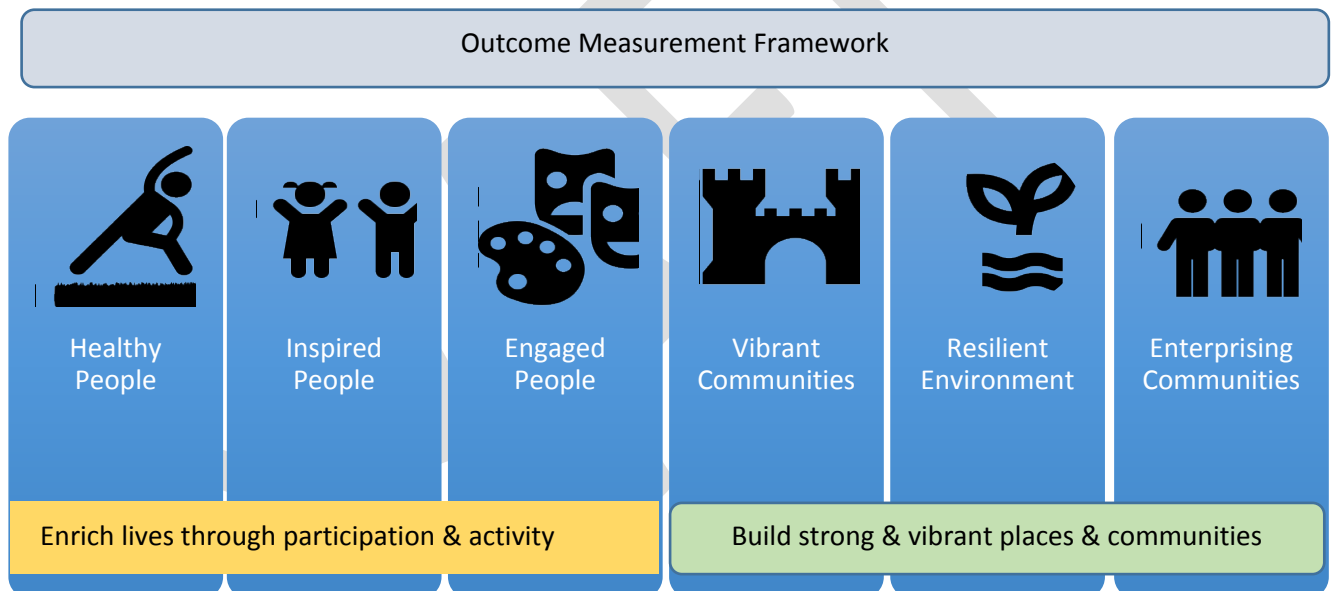 Outcome Measurement Framework
Healthy
People
Inspired
People
Engaged
People
Vibrant
Communities
Resilient
Environment
Enterprising
Communities
Enrich lives through participation & activity
Build strong & vibrant places & communities